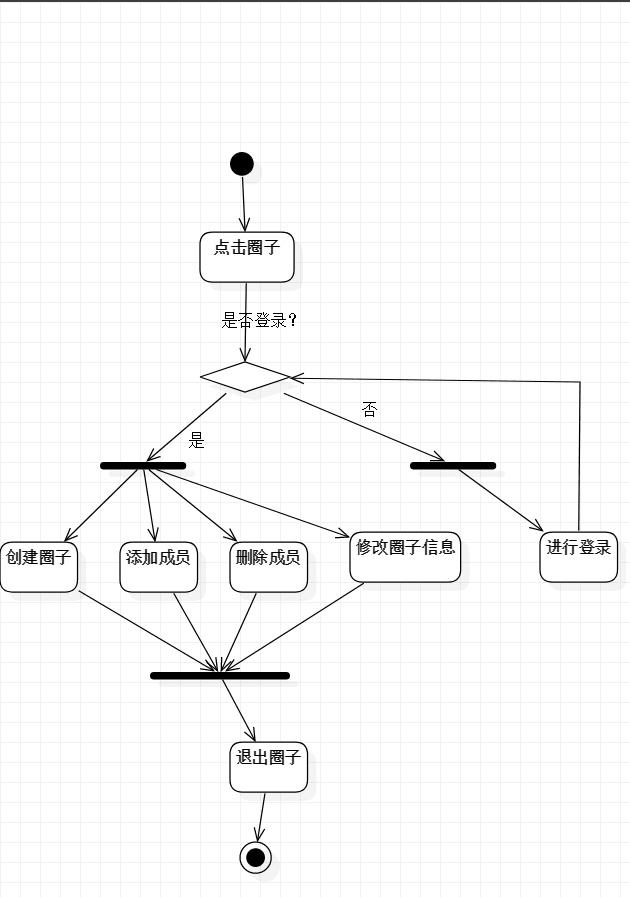 点击圈子
是否登录？
否
是
创建圈子
添加成员
删除成员
修改圈子信息
进行登录
退出圈子